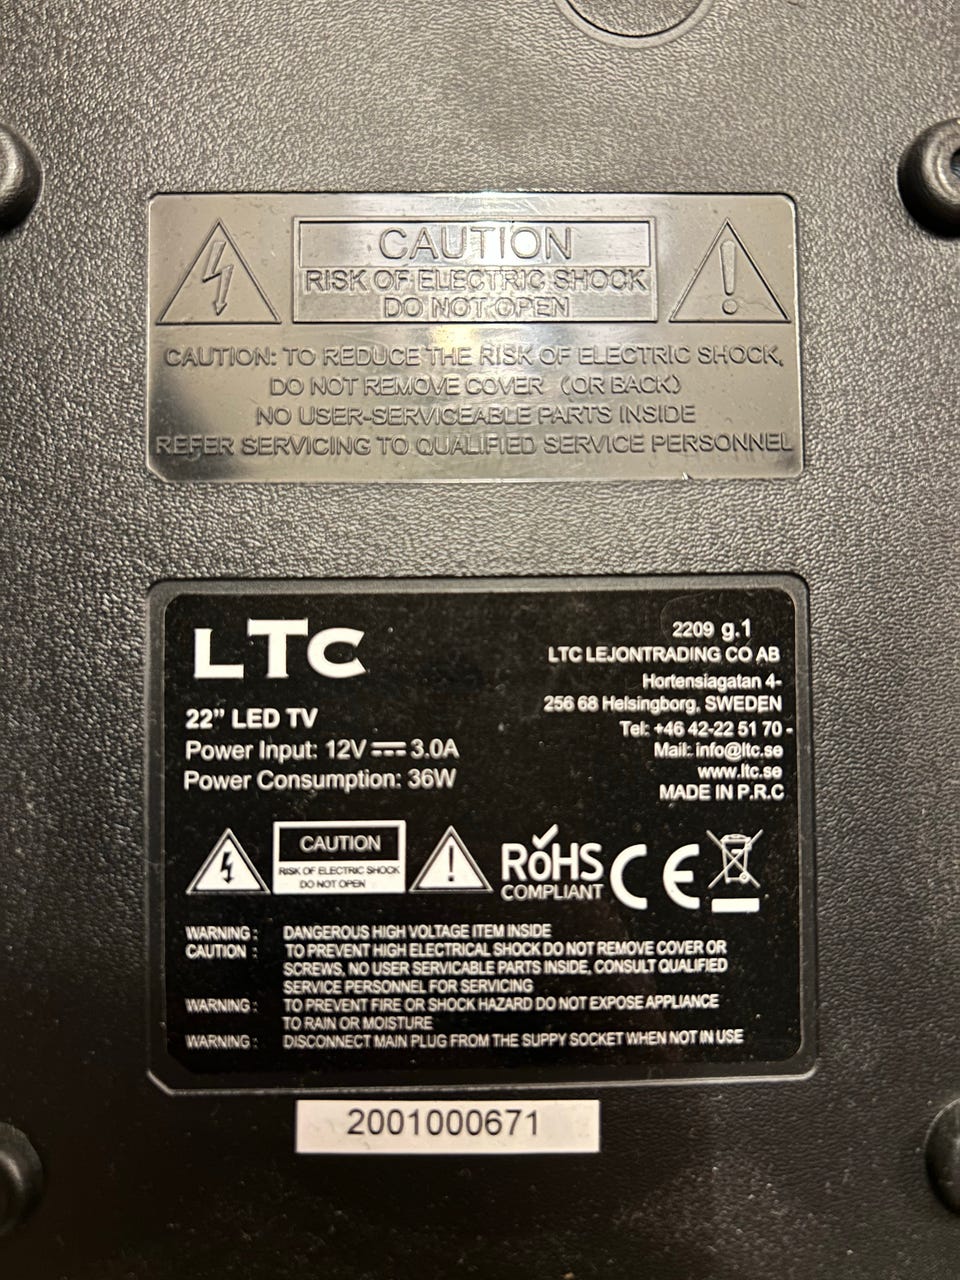 CAUTION
RISK OF ELECTRIC SHOCK
DO NOT OPEN
CAUTION: TO REDUCE THE RISK OF ELECTRIC SHOCK,
DO NOT REMOVE COVER (OR BACK)
NO USER-SERVICEABLE PARTS INSIDE
REFER SERVICING TO QUALIFIED SERVICE PERSONNEL
LTC
22” LED TV
Power Input: 12V ⎓ 3.0A
Power Consumption: 36W
2209 g.1
LTC LEJONTRADING CO AB
Hortensiagatan 4-
256 68 Helsingborg, SWEDEN
Tel: +46 42-22 51 70 -
Mail: info@ltc.se
www.ltc.se
MADE IN P.R.C
CAUTION
RISK OF ELECTRIC SHOCK
DO NOT OPEN
RoHS
COMPLIANT
CE
WARNING : DANGEROUS HIGH VOLTAGE ITEM INSIDE
CAUTION : TO PREVENT HIGH ELECTRICAL SHOCK DO NOT REMOVE COVER OR
SCREWS, NO USER SERVICABLE PARTS INSIDE, CONSULT QUALIFIED
SERVICE PERSONNEL FOR SERVICING
WARNING : TO PREVENT FIRE OR SHOCK HAZARD DO NOT EXPOSE APPLIANCE
TO RAIN OR MOISTURE
WARNING : DISCONNECT MAIN PLUG FROM THE SUPPY SOCKET WHEN NOT IN USE
2001000671